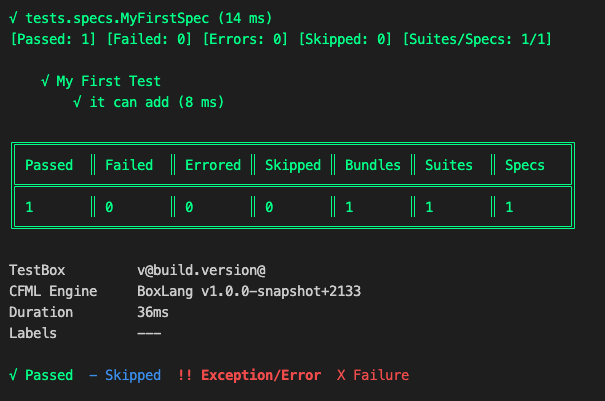 √ tests.specs.MyFirstSpec (14 ms)
[Passed: 1] [Failed: 0] [Errors: 0] [Skipped: 0] [Suites/Specs: 1/1]
√ My First Test
√ it can add (8 ms)
Passed ║ Failed ║ Errored ║ Skipped ║ Bundles ║ Suites ║ Specs
1 ║ 0 ║ 0 ║ 0 ║ 1 ║ 1 ║ 1
TestBox v@build.version@
CFML Engine BoxLang v1.0.0-snapshot+2133
Duration 36ms
Labels ---
√ Passed - Skipped !! Exception/Error X Failure